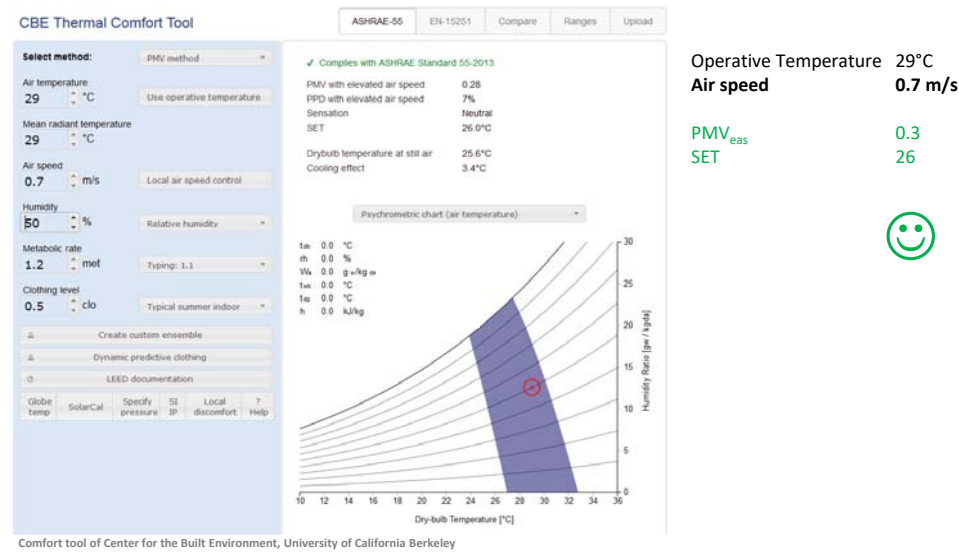 CBE Thermal Comfort Tool
ASHRAE-55 EN-15251 Compare Ranges Upload
Select method: PMV method
Air temperature
29 °C Use operative temperature
Mean radiant temperature
29 °C
Air speed
0.7 m/s Local air speed control
Humidity
50 % Relative humidity
Metabolic rate
1.2 met Typing: 1.1
Clothing level
0.5 clo Typical summer indoor
Create custom ensemble
Dynamic predictive clothing
LEED documentation
Globe temp SolarCal Specify pressure SI IP Local discomfort ? Help
✓ Complies with ASHRAE Standard 55-2013
PMV with elevated air speed 0.28
PPD with elevated air speed 7%
Sensation Neutral
SET 26.0°C
Drybulb temperature at still air 25.6°C
Cooling effect 3.4°C
Psychrometric chart (air temperature)
0.0 °C
rh 0.0 %
0.0
0.0 °C
0.0 °C
h 0.0 kJ/kg
30
25
20
15
10
5
0
Humidity Ratio [gw / kgda]
10 12 14 16 18 20 22 24 26 28 30 32 34 36
Dry-bulb Temperature [°C]
Operative Temperature 29°C
Air speed 0.7 m/s
PMVeas 0.3
SET 26
Comfort tool of Center for the Built Environment, University of California Berkeley